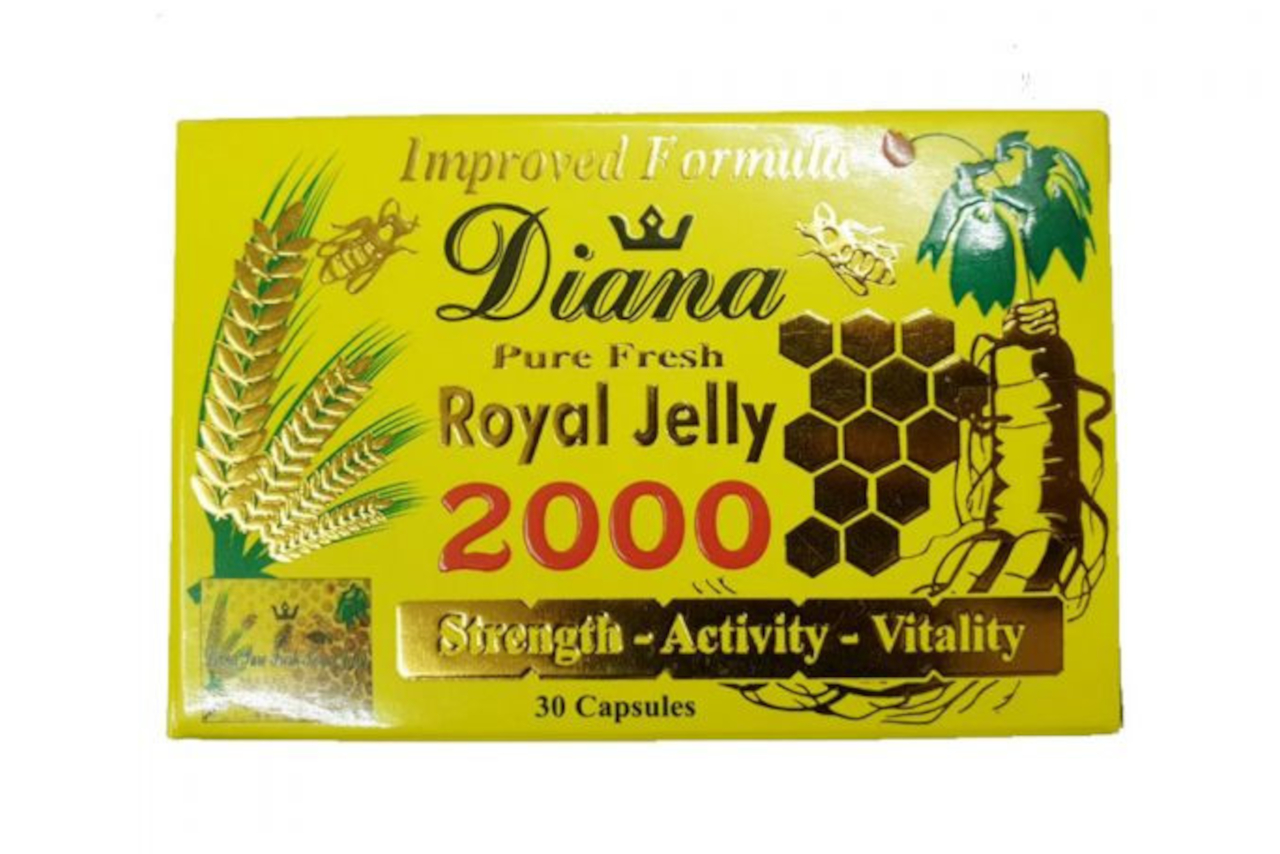 Improved Formula
Diana
Pure Fresh
Royal Jelly
2000
Strength - Activity - Vitality
30 Capsules